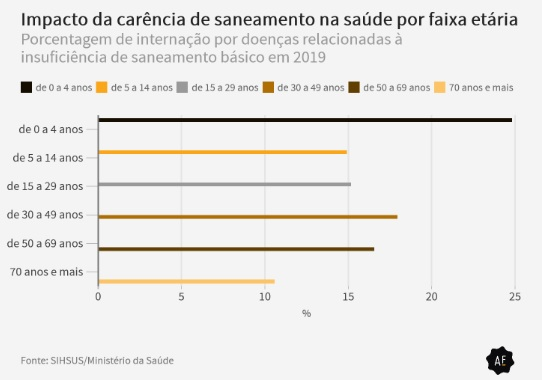 Impacto da carência de saneamento na saúde por faixa etária
Porcentagem de internação por doenças relacionadas à
insuficiência de saneamento básico em 2019
de 0 a 4 anos de 5 a 14 anos de 15 a 29 anos de 30 a 49 anos de 50 a 69 anos 70 anos e mais
de 0 a 4 anos
de 5 a 14 anos
de 15 a 29 anos
de 30 a 49 anos
de 50 a 69 anos
70 anos e mais
0 5 10 15 20 25
%
Fonte: SIHSUS/Ministério da Saúde
AE